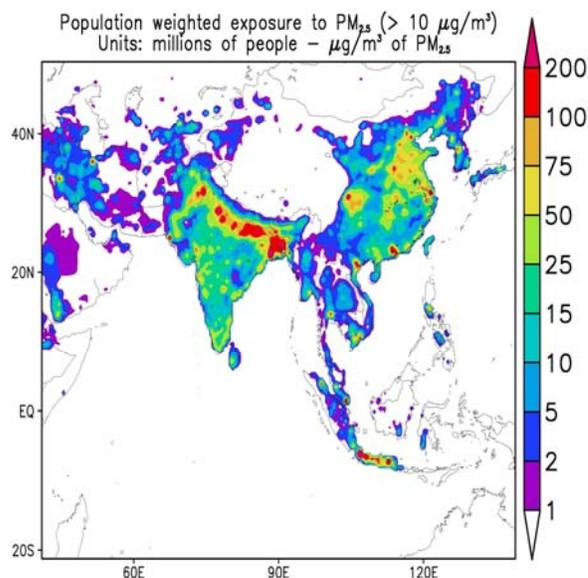 Population weighted exposure to PM₂.₅ (> 10 μg/m³)
Units: millions of people – μg/m³ of PM₂.₅
200
100
75
50
25
15
10
5
2
1
40N
20N
EQ
20S
60E
90E
120E